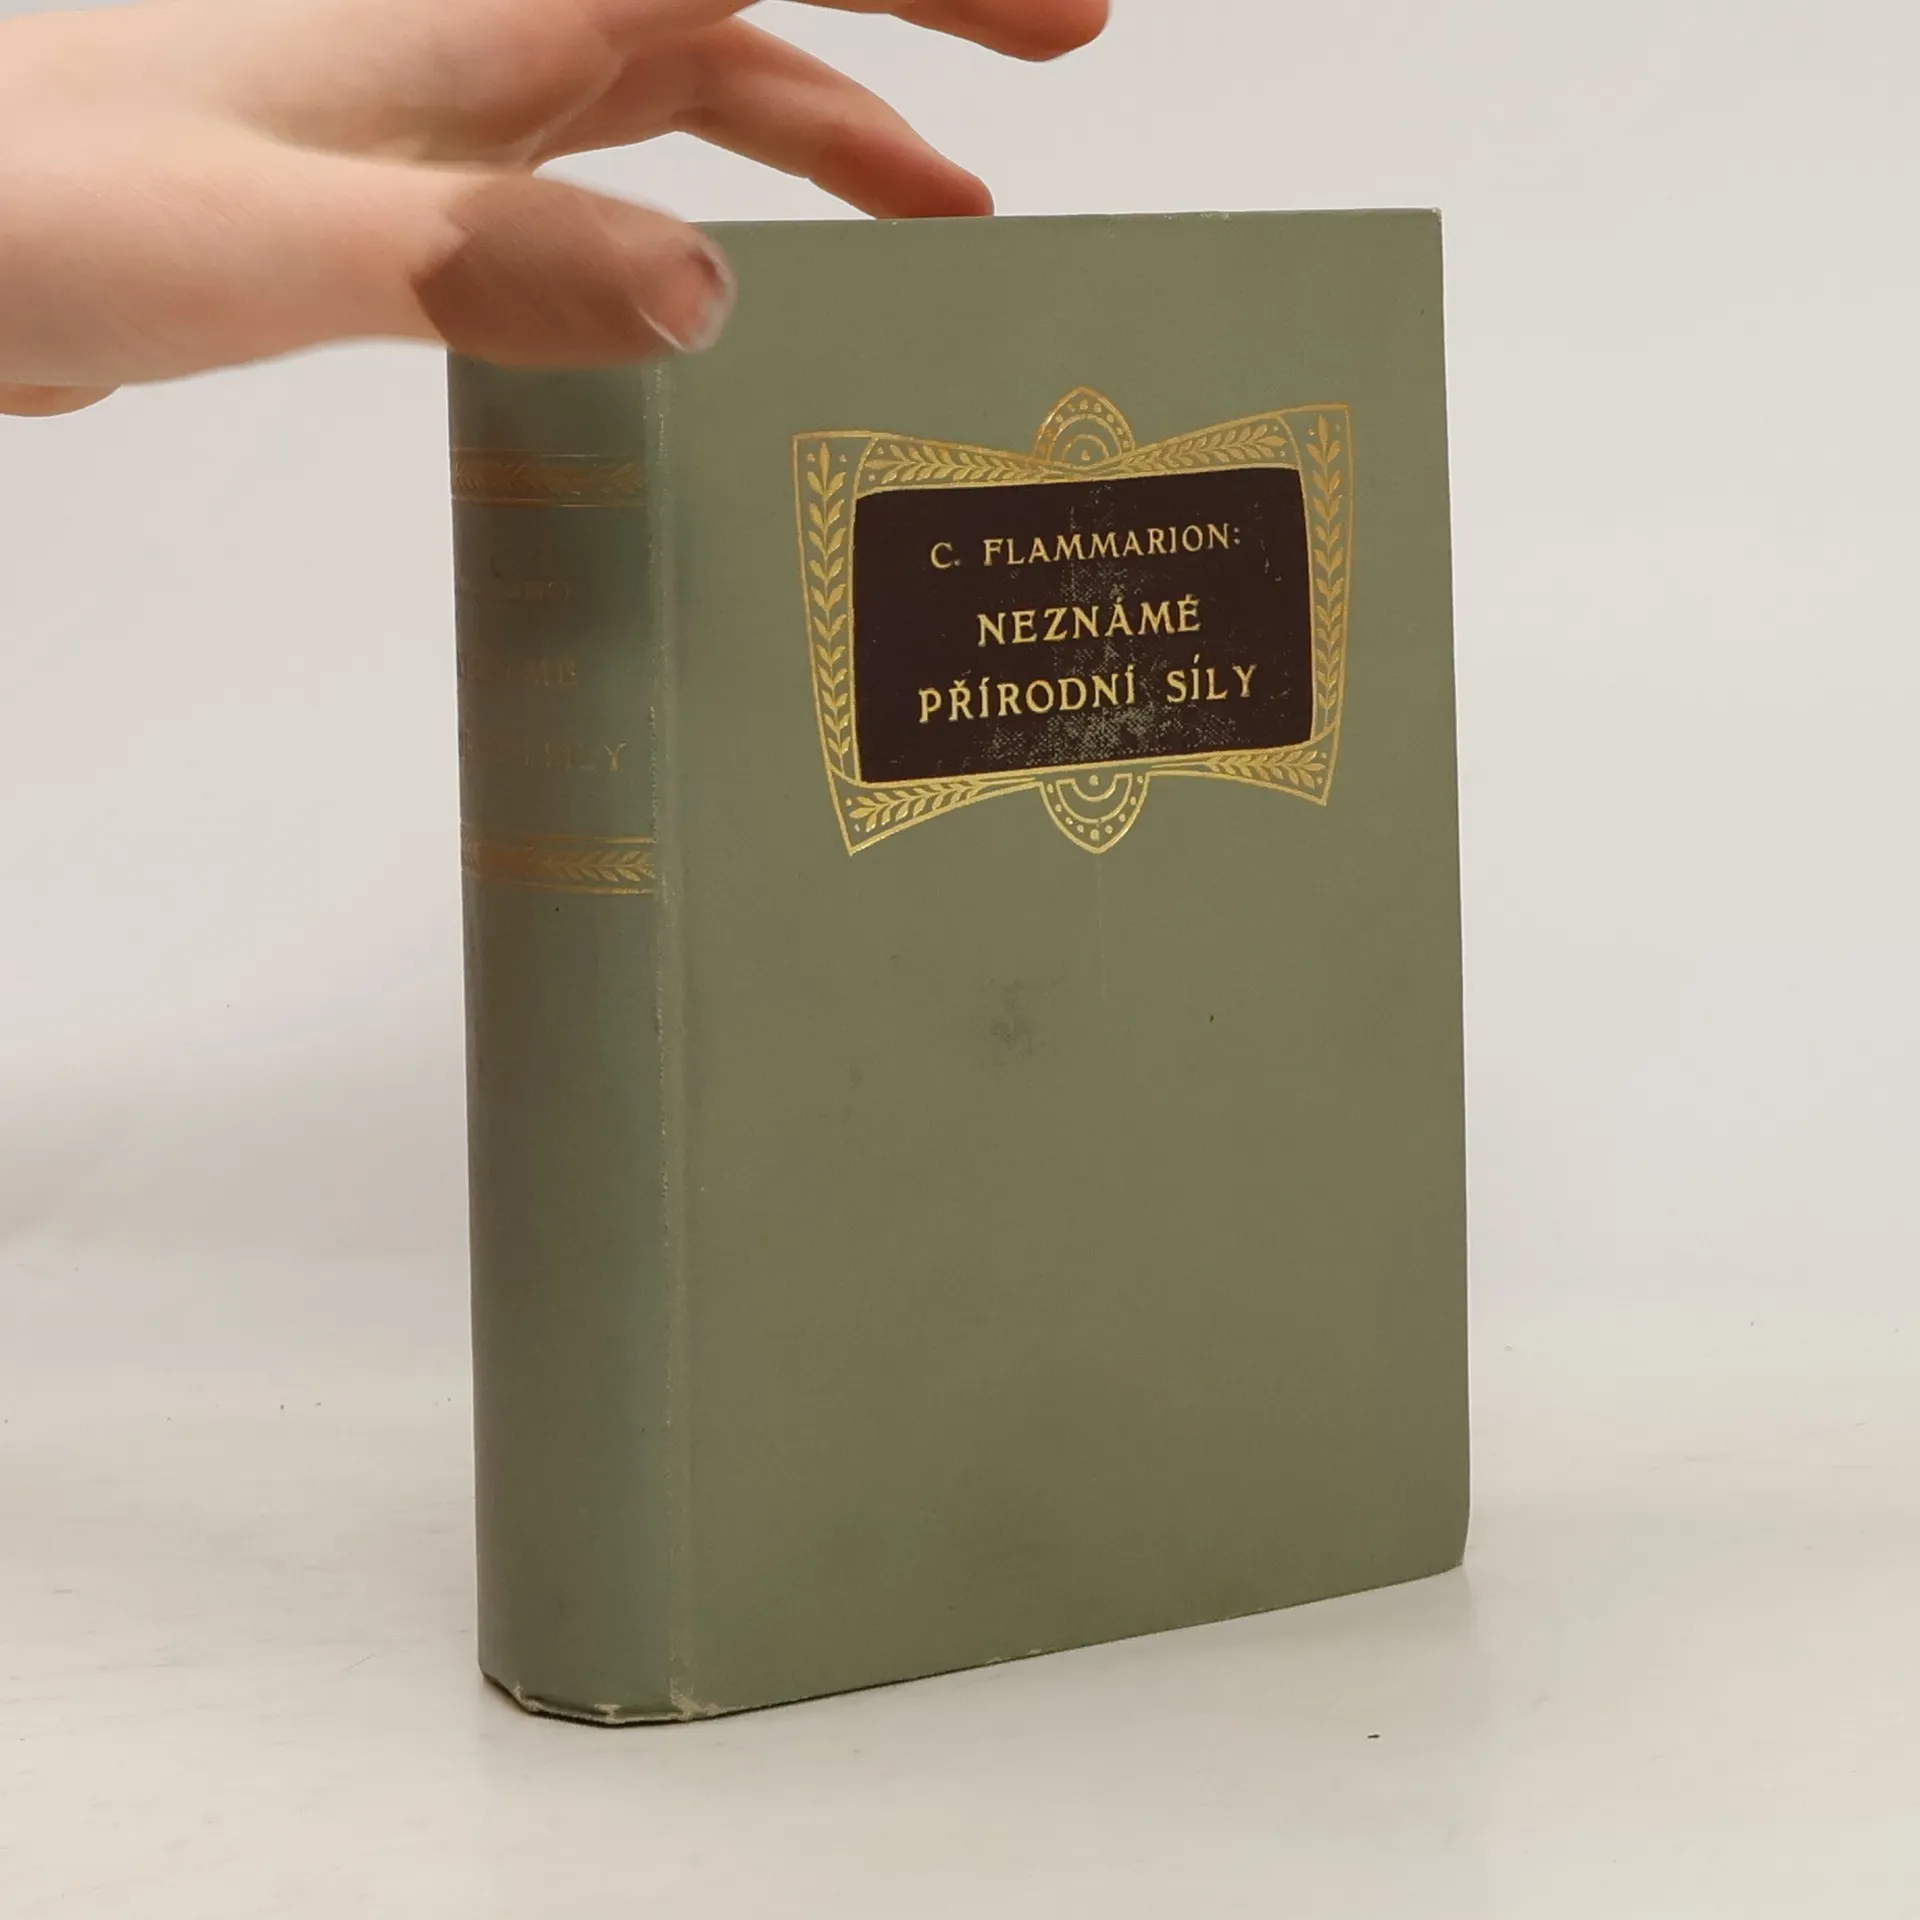 C. FLAMMARION:
NEZNÁMÉ
PŘÍRODNÍ SÍLY